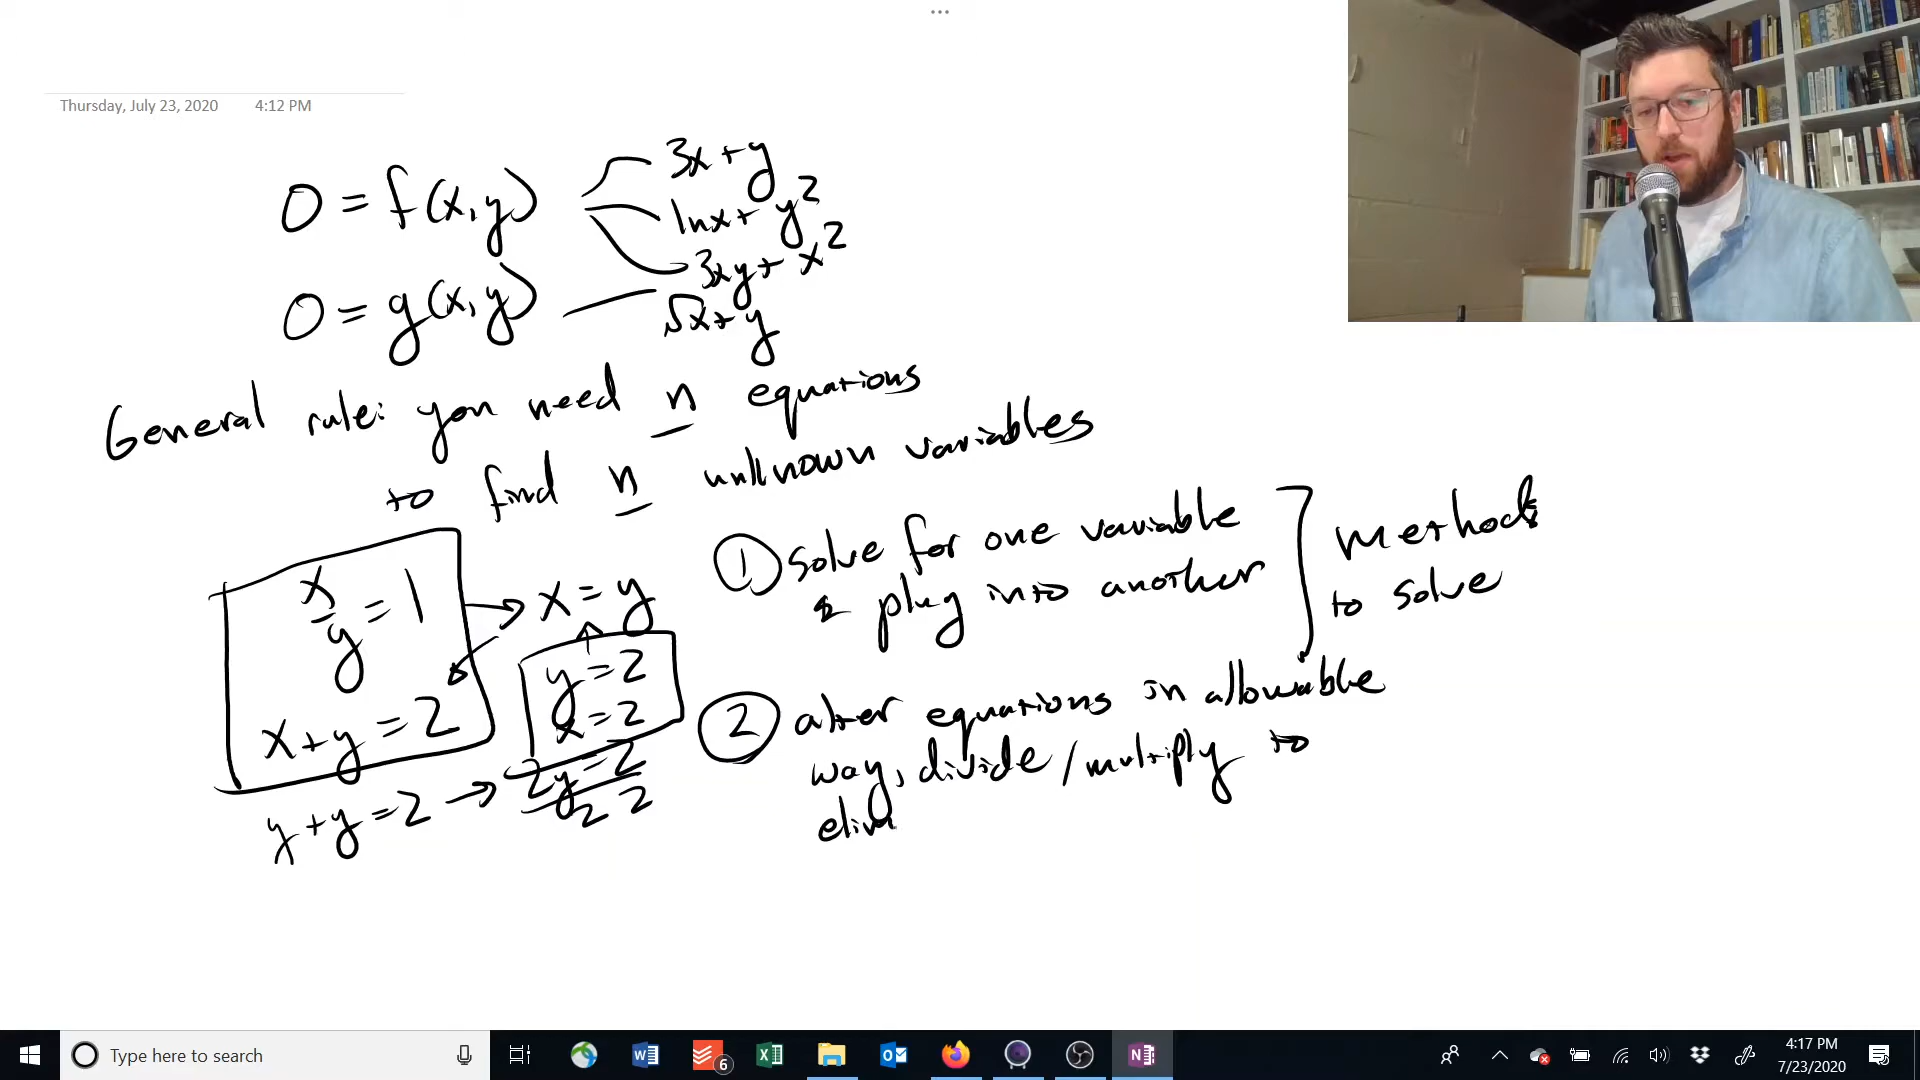 Thursday, July 23, 2020 4:12 PM
0 = f(x,y)
3x+y
lnx+y²
3xy+x²
0 = g(x,y)
5x+y
General rule: you need n equations
to find n unknown variables
x/y = 1
x+y=2
y+y=2
x=y
y=2
x=2
2y=2
2 2
① solve for one variable
& plug into another
methods
to solve
② alter equations in allowable
way, divide/multiply to
elim
Type here to search
6
4:17 PM
7/23/2020